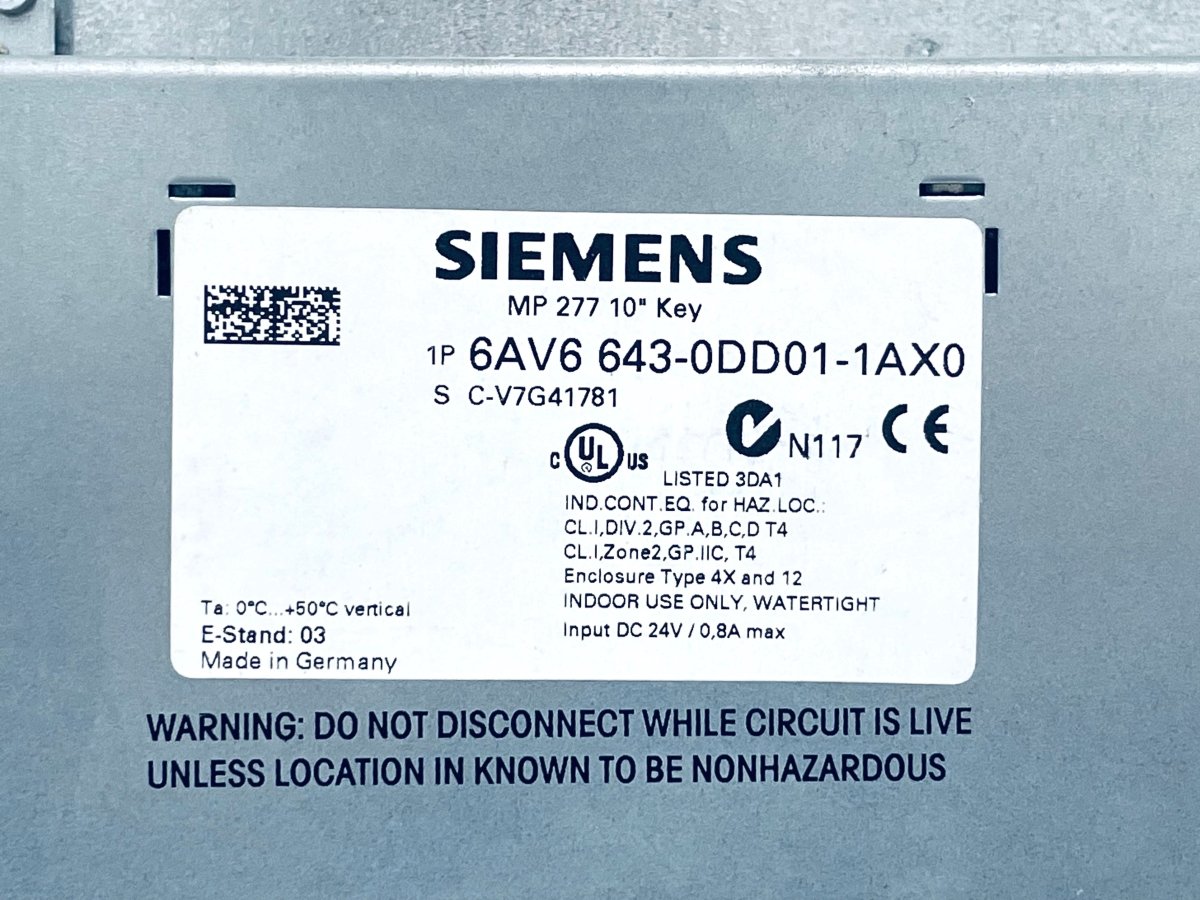 SIEMENS
MP 277 10" Key
1P 6AV6 643-0DD01-1AX0
S C-V7G41781
C UL US
N117 CE
LISTED 3DA1
IND.CONT.EQ. for HAZ.LOC.:
CL.I,DIV.2,GP.A,B,C,D T4
CL.I,Zone2,GP.IIC, T4
Enclosure Type 4X and 12
INDOOR USE ONLY, WATERTIGHT
Input DC 24V / 0,8A max
Ta: 0°C...+50°C vertical
E-Stand: 03
Made in Germany
WARNING: DO NOT DISCONNECT WHILE CIRCUIT IS LIVE
UNLESS LOCATION IN KNOWN TO BE NONHAZARDOUS